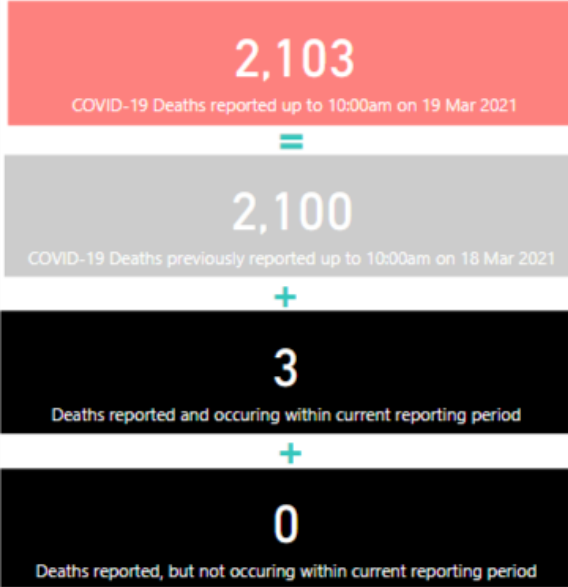 2,103
COVID-19 Deaths reported up to 10:00am on 19 Mar 2021
=
2,100
COVID-19 Deaths previously reported up to 10:00am on 18 Mar 2021
+
3
Deaths reported and occuring within current reporting period
+
0
Deaths reported, but not occuring within current reporting period